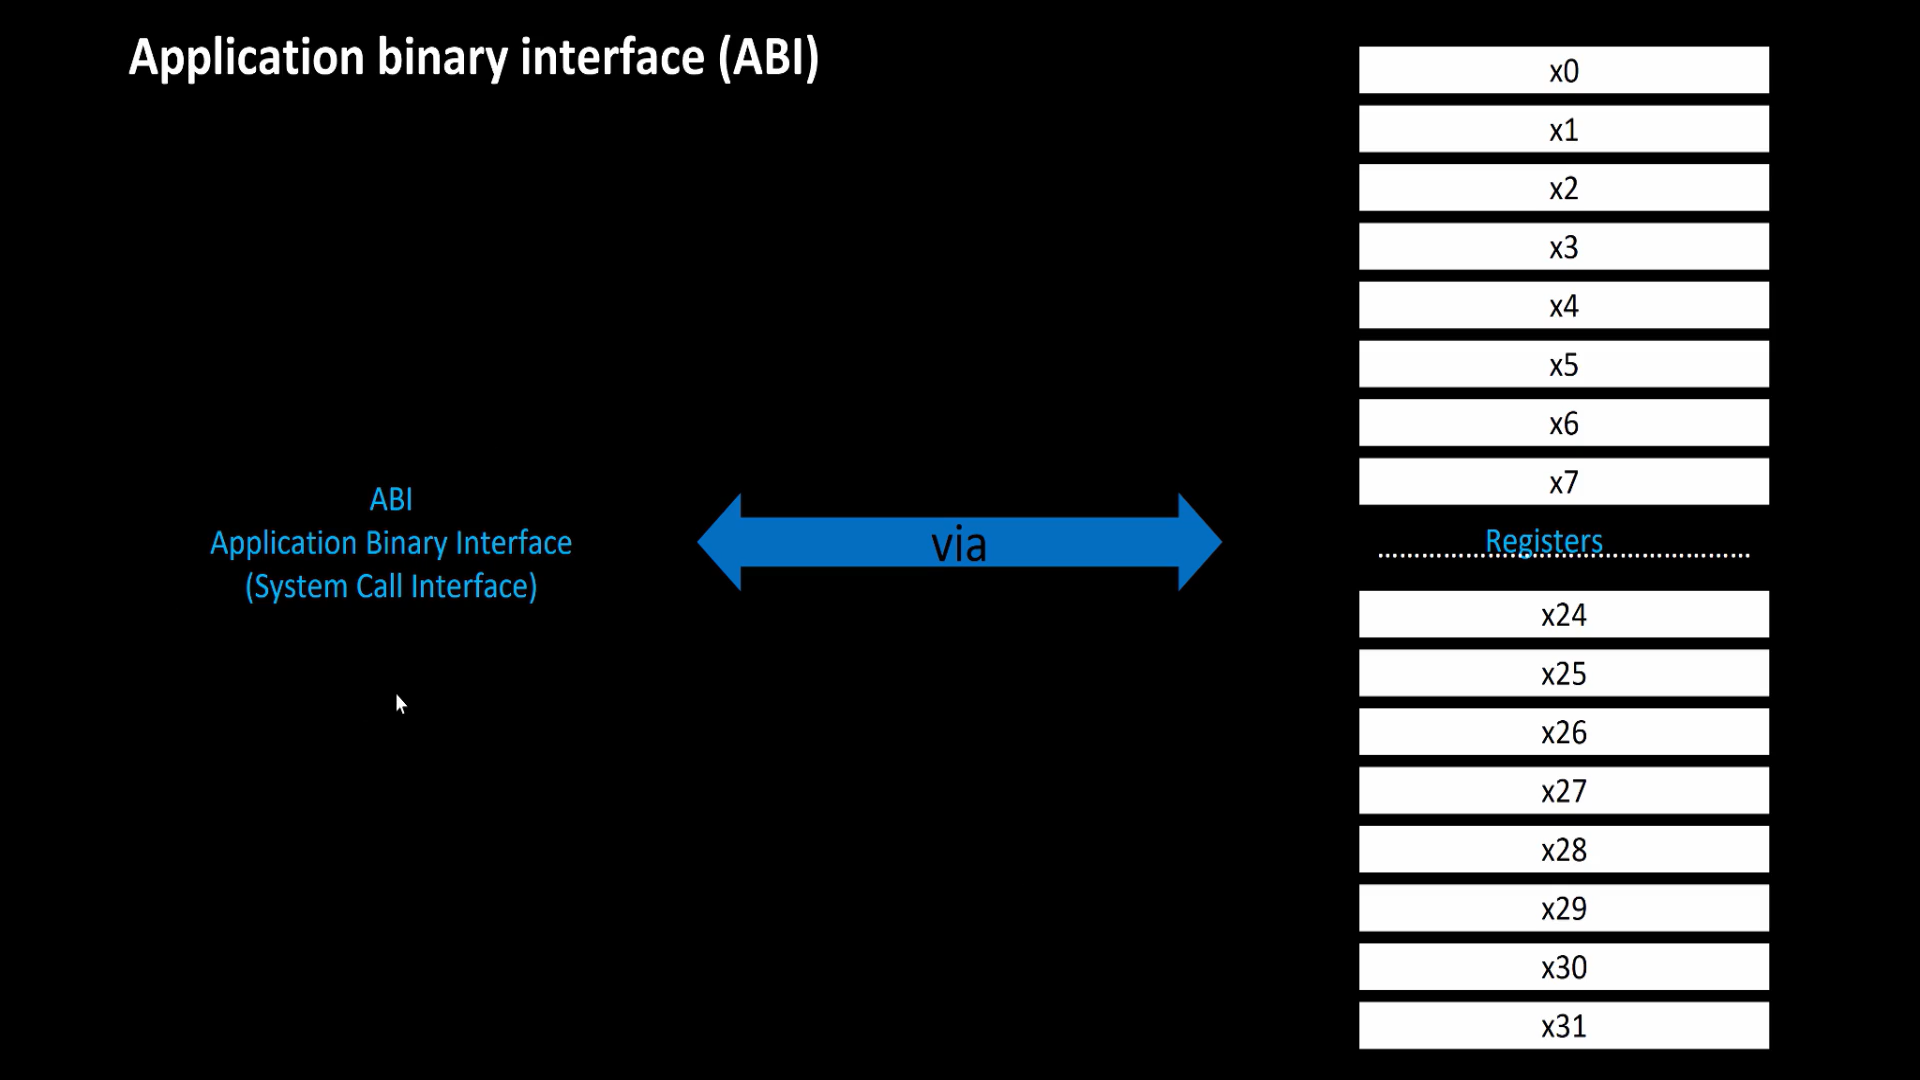 Application binary interface (ABI)
ABI
Application Binary Interface
(System Call Interface)
via
x0
x1
x2
x3
x4
x5
x6
x7
Registers
x24
x25
x26
x27
x28
x29
x30
x31